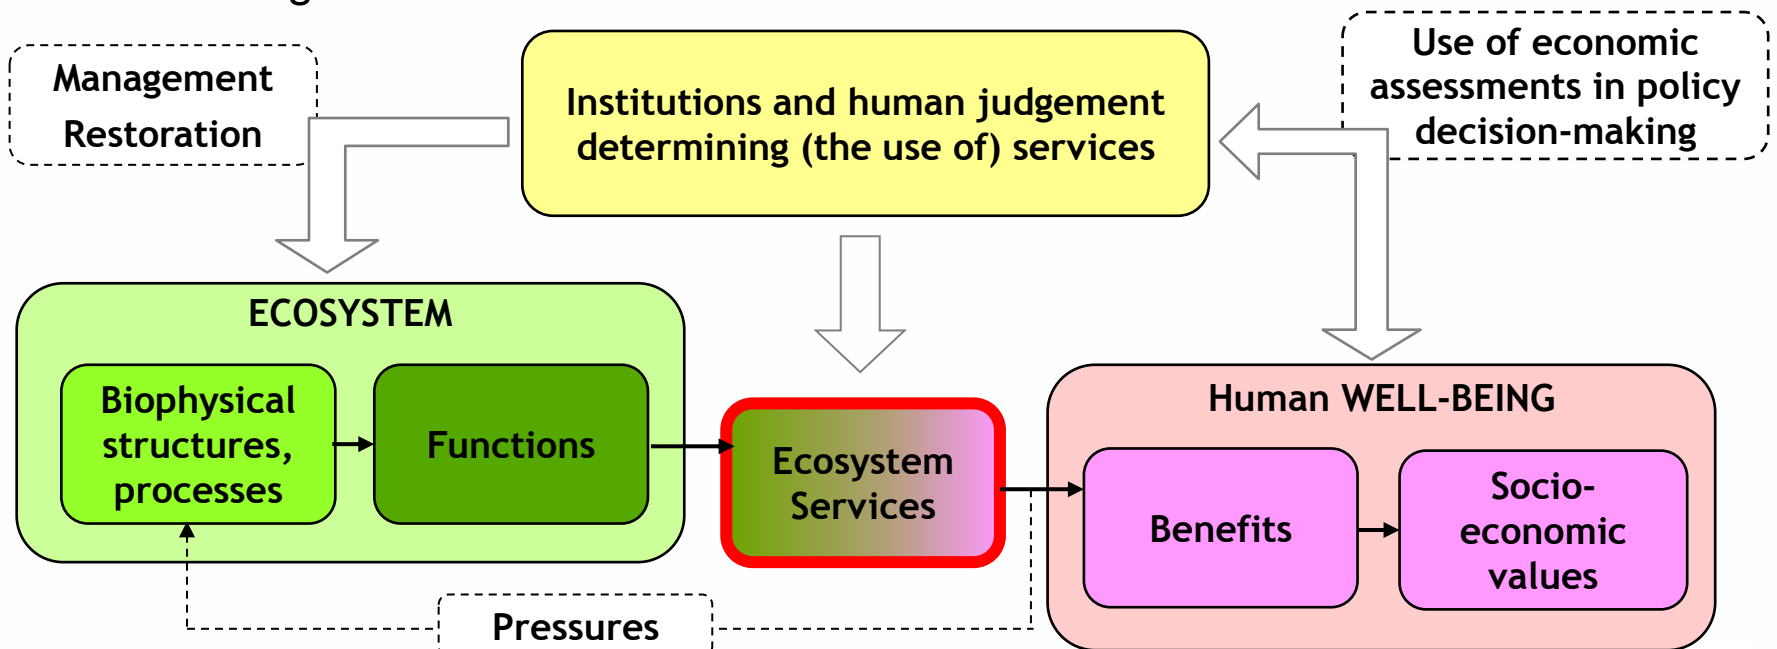 Management
Restoration
Institutions and human judgement
determining (the use of) services
Use of economic
assessments in policy
decision-making
ECOSYSTEM
Biophysical
structures,
processes
Functions
Ecosystem
Services
Human WELL-BEING
Benefits
Socio-
economic
values
Pressures